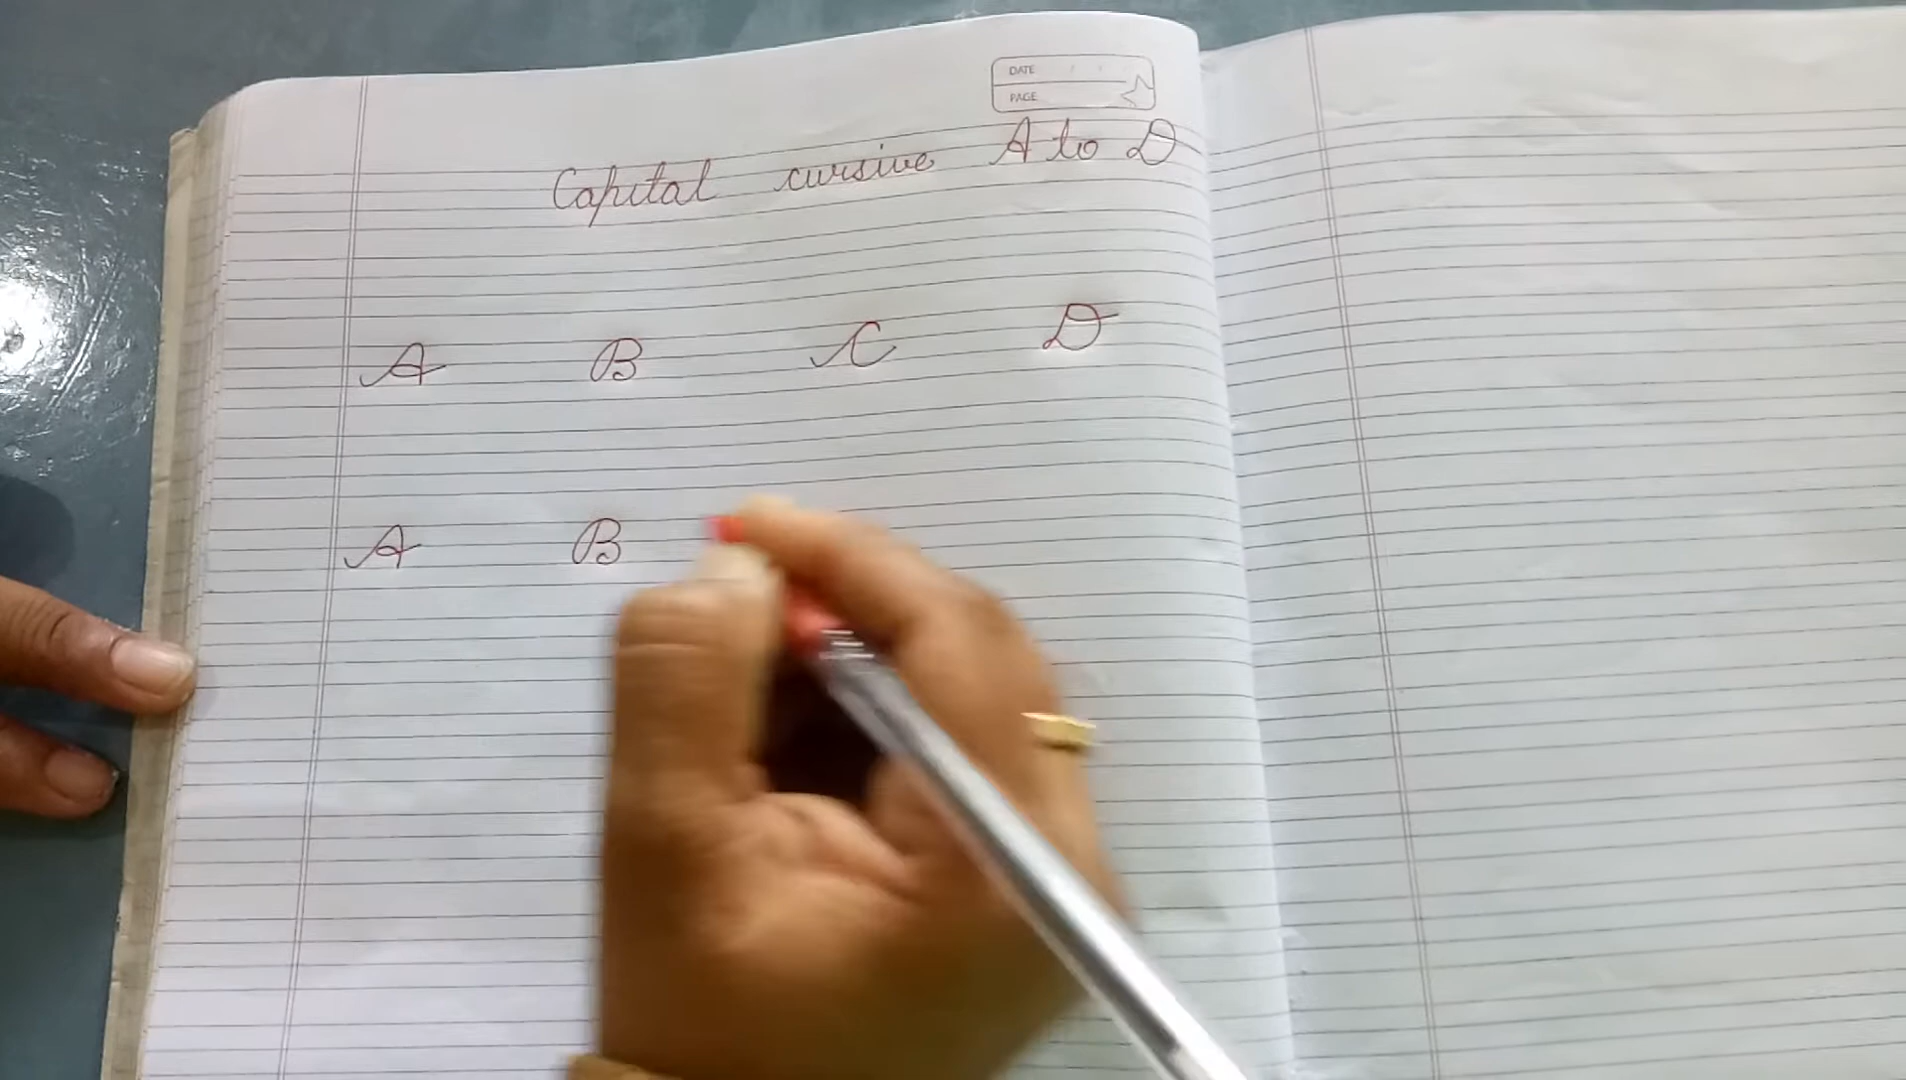 DATE
PAGE
Capital cursive A to D
A B C D
A B